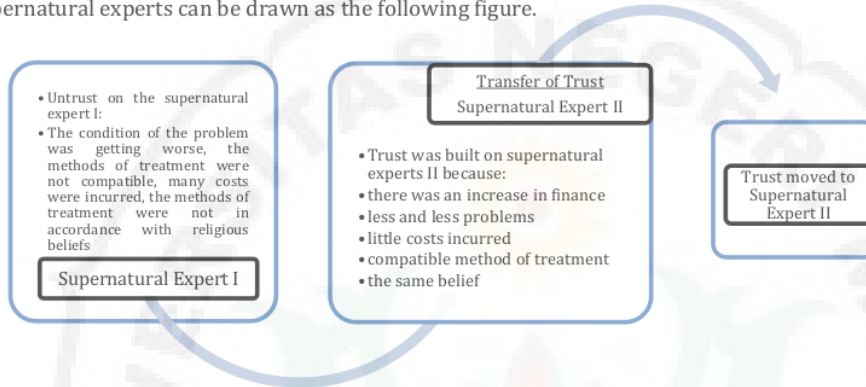 pernatural experts can be drawn as the following figure.
• Untrust on the supernatural
expert I:
• The condition of the problem
was getting worse, the
methods of treatment were
not compatible, many costs
were incurred, the methods of
treatment were not in
accordance with religious
beliefs
Supernatural Expert I
Transfer of Trust
Supernatural Expert II
• Trust was built on supernatural
experts II because:
• there was an increase in finance
• less and less problems
• little costs incurred
• compatible method of treatment
• the same belief
Trust moved to
Supernatural
Expert II